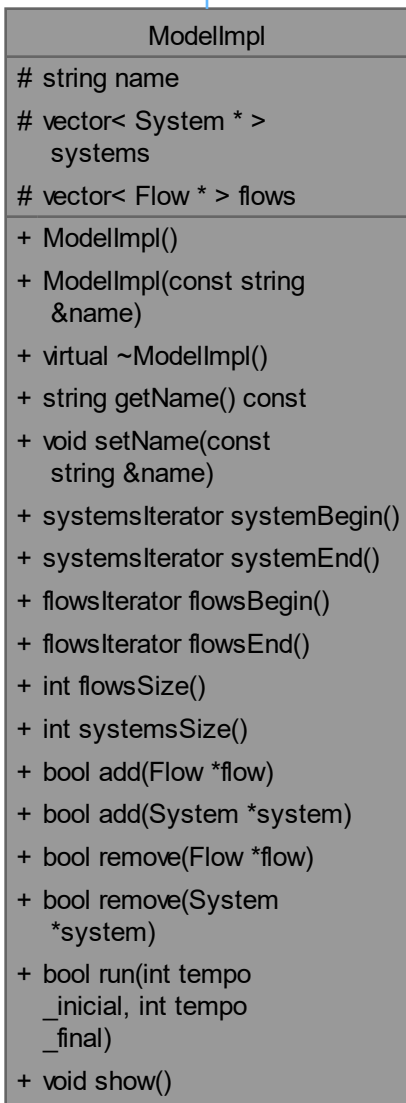 ModelImpl
# string name
# vector< System * >
systems
# vector< Flow * > flows
+ ModelImpl()
+ ModelImpl(const string
&name)
+ virtual ~ModelImpl()
+ string getName() const
+ void setName(const
string &name)
+ systemsIterator systemBegin()
+ systemsIterator systemEnd()
+ flowsIterator flowsBegin()
+ flowsIterator flowsEnd()
+ int flowsSize()
+ int systemsSize()
+ bool add(Flow *flow)
+ bool add(System *system)
+ bool remove(Flow *flow)
+ bool remove(System
*system)
+ bool run(int tempo
_inicial, int tempo
_final)
+ void show()